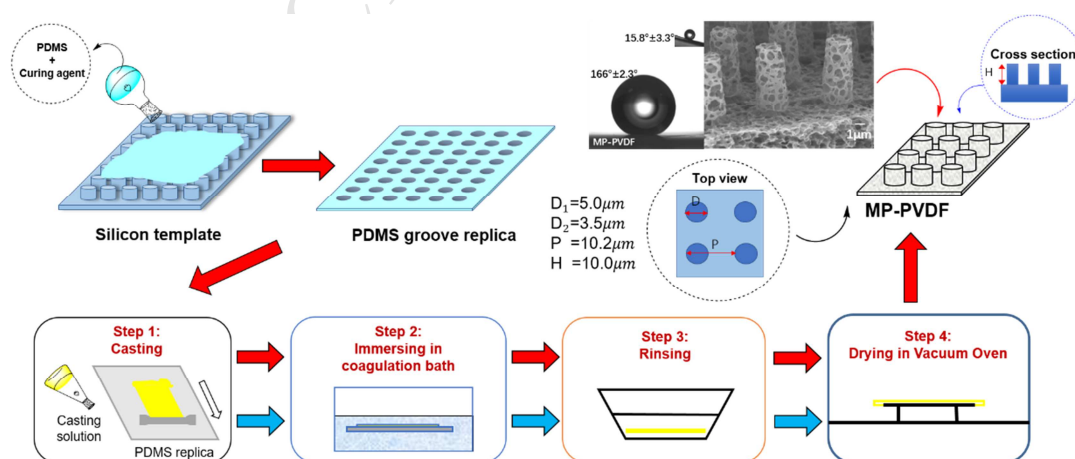 PDMS
+
Curing agent
Silicon template
PDMS groove replica
15.8°±3.3°
166°±2.3°
MP-PVDF
1μm
Cross section
H
MP-PVDF
Top view
D
P
D₁=5.0μm
D₂=3.5μm
P =10.2μm
H =10.0μm
Step 1:
Casting
Casting
solution
PDMS replica
Step 2:
Immersing in
coagulation bath
Step 3:
Rinsing
Step 4:
Drying in Vacuum Oven